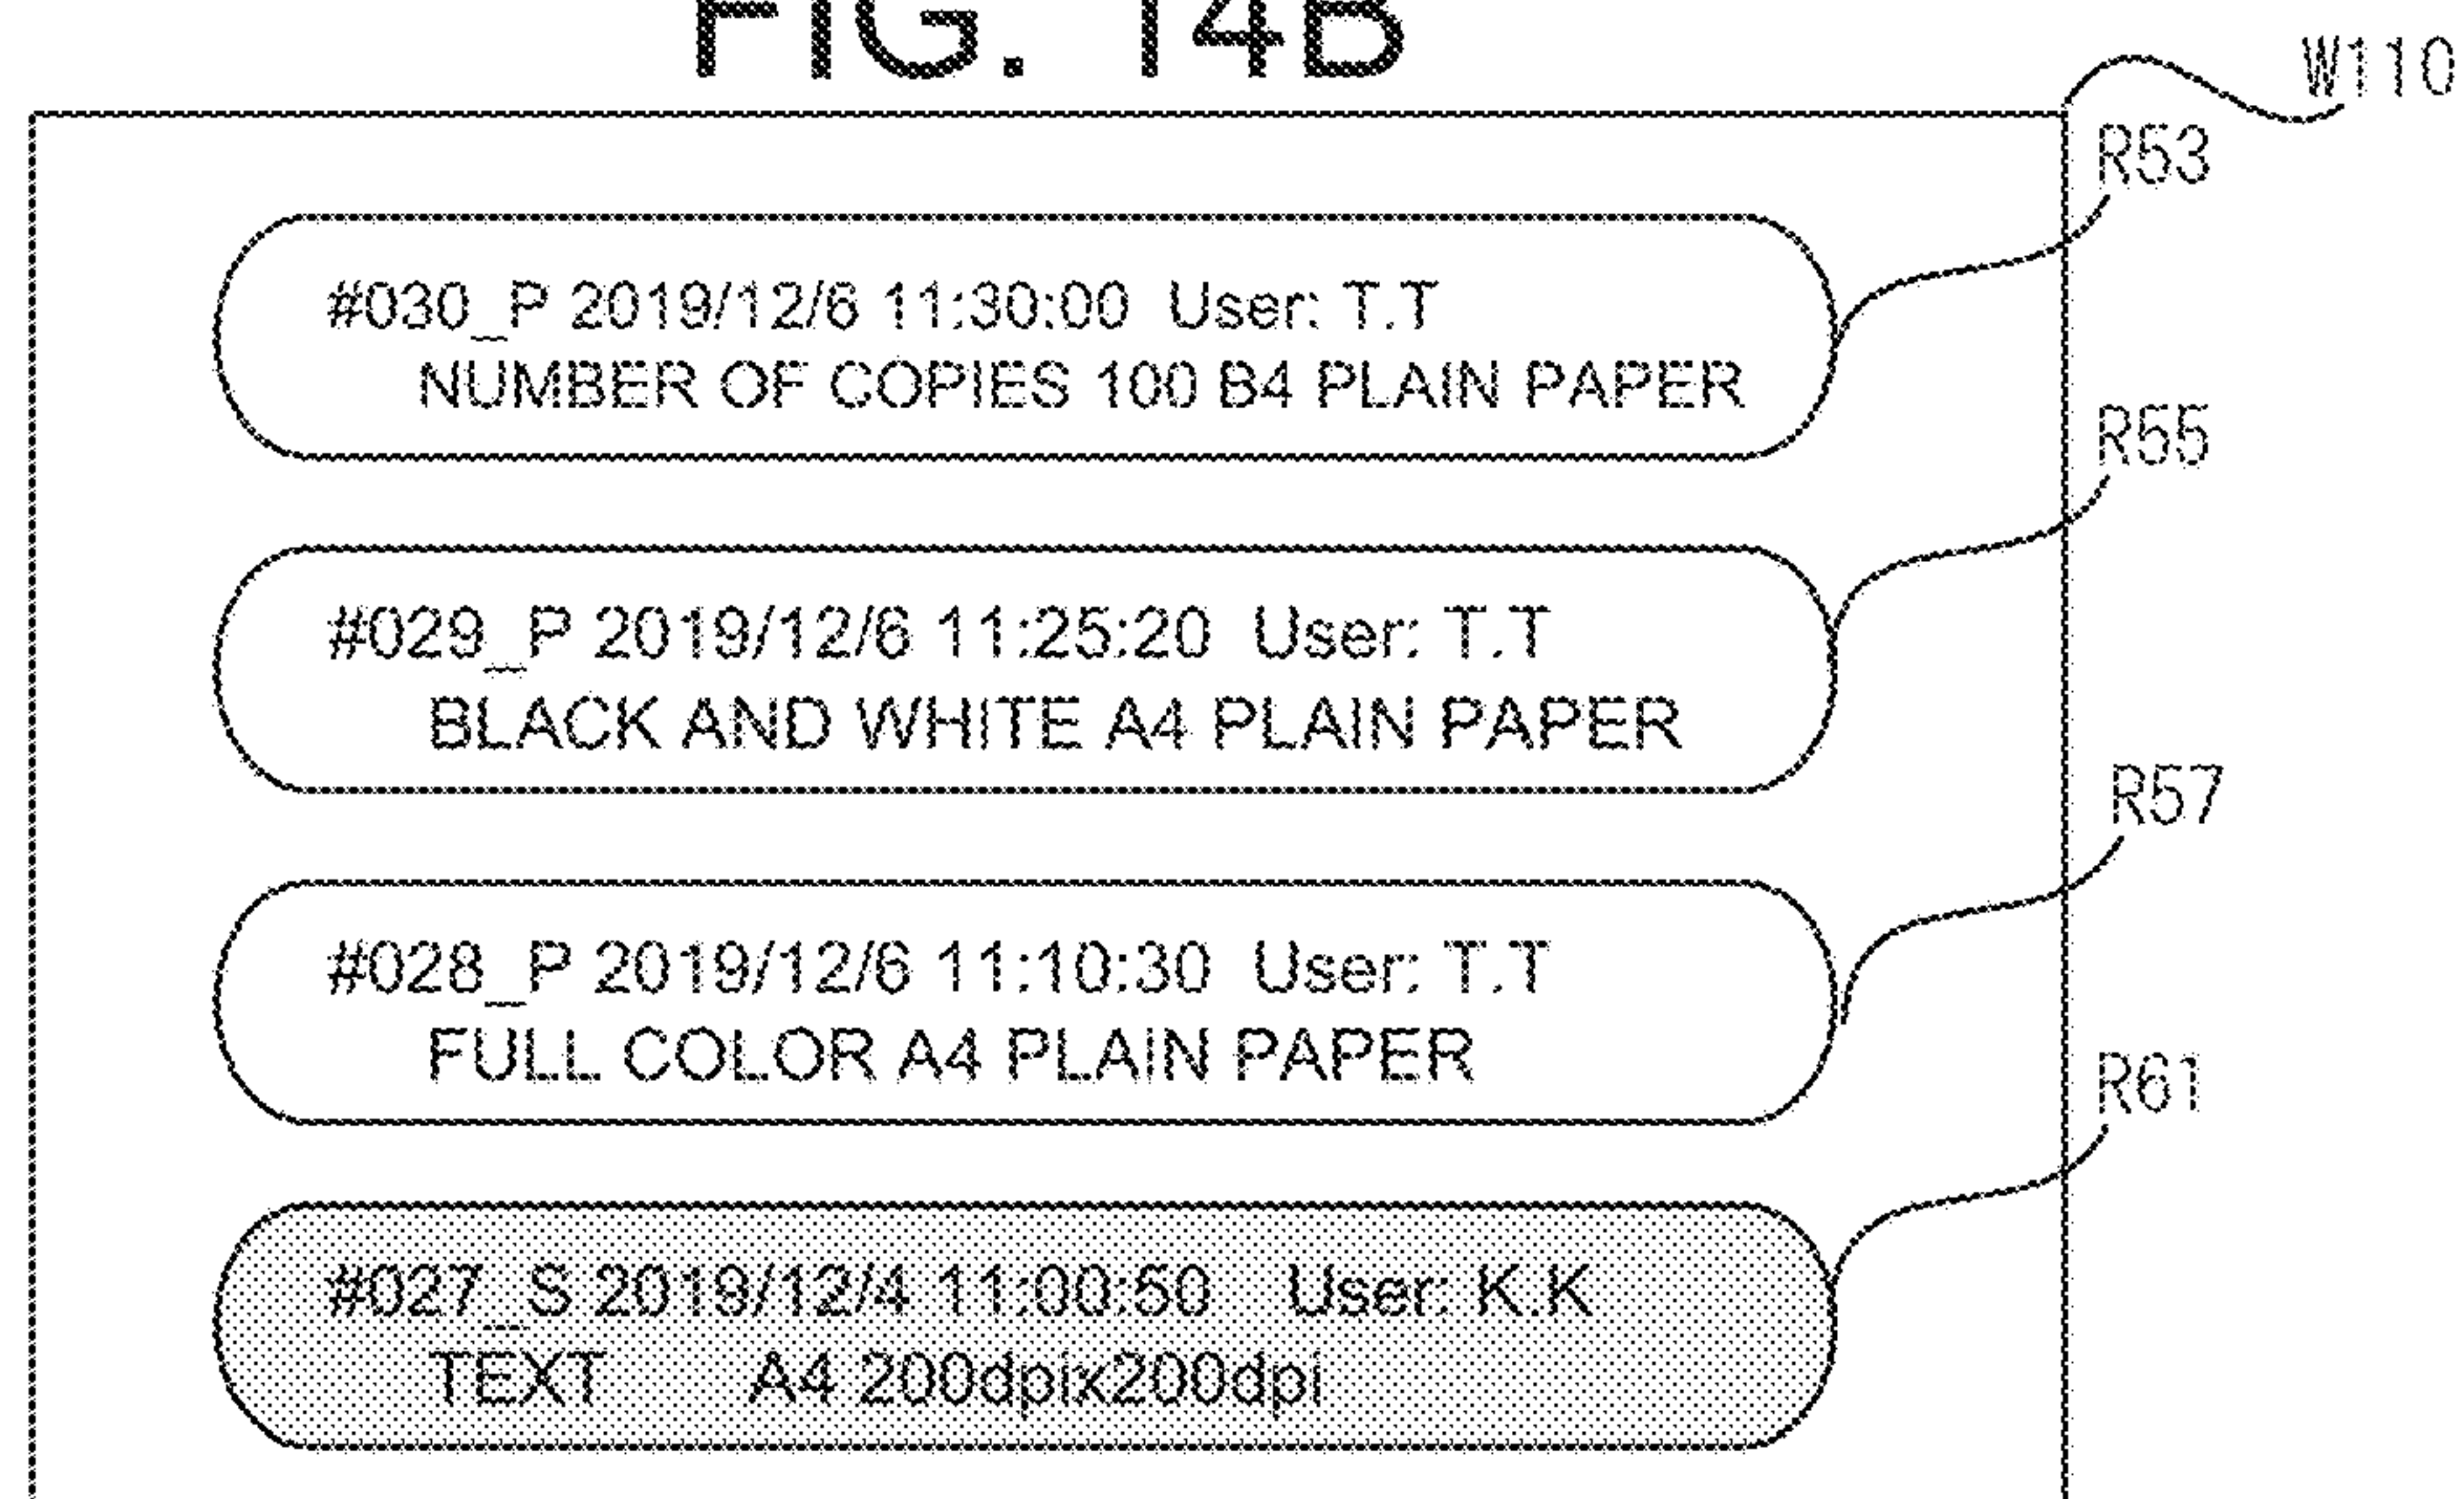 FIG. 14B
W110
R53
#030_P 2019/12/6 11:30:00 User: T.T
NUMBER OF COPIES 100 B4 PLAIN PAPER
R55
#029_P 2019/12/6 11:25:20 User: T.T
BLACK AND WHITE A4 PLAIN PAPER
R57
#028_P 2019/12/6 11:10:30 User: T.T
FULL COLOR A4 PLAIN PAPER
R61
#027_S 2019/12/4 11:00:50 User: K.K
TEXT A4 200dpix200dpi